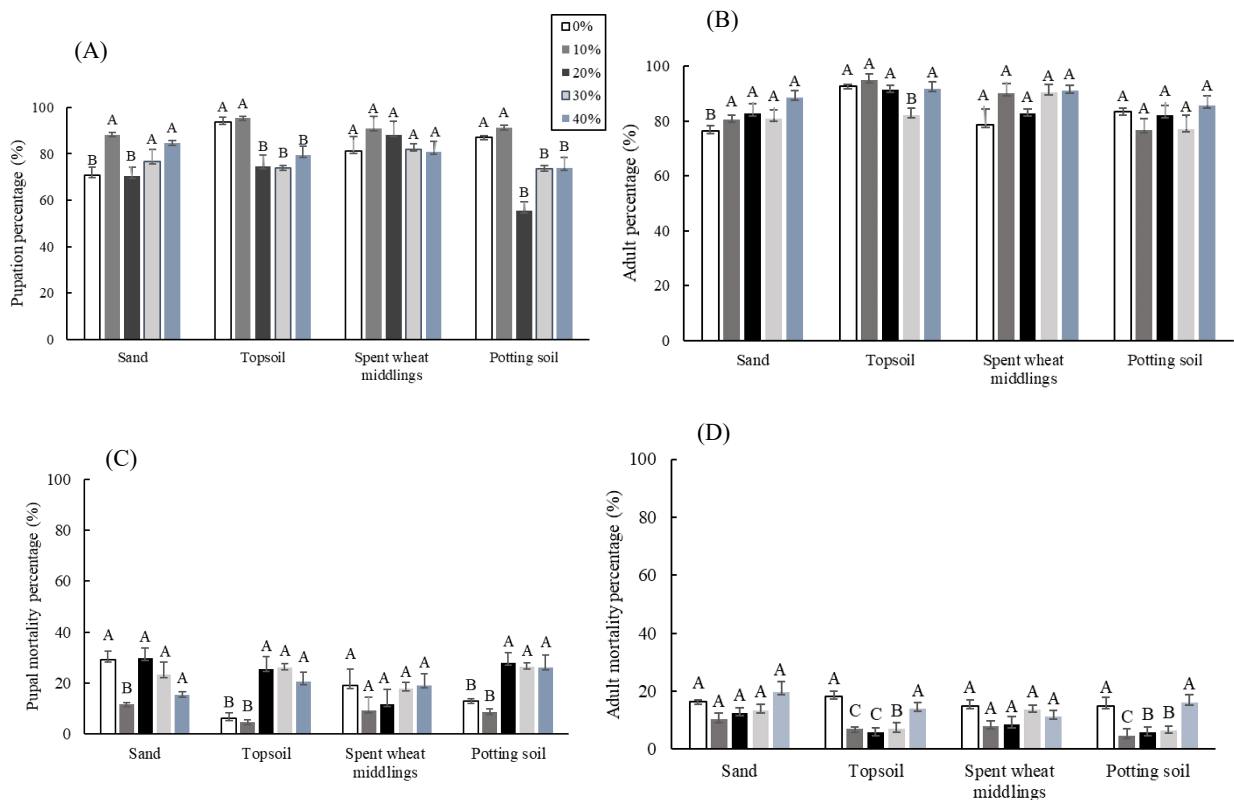 (A)
0%
10%
20%
30%
40%
Pupation percentage (%)
100
80
60
40
20
0
B A B A A
A A B B B
A A A A A
A A B B B
Sand Topsoil Spent wheat middlings Potting soil
(B)
Adult percentage (%)
100
80
60
40
20
0
B A A A A
A A A B A
A A A A A
A A A A A
Sand Topsoil Spent wheat middlings Potting soil
(C)
Pupal mortality percentage (%)
100
80
60
40
20
0
A B A A A
B B A A A
A A A A A
B B A A A
Sand Topsoil Spent wheat middlings Potting soil
(D)
Adult mortality percentage (%)
100
80
60
40
20
0
A A A A A
A C C B A
A A A A A
A C B B A
Sand Topsoil Spent wheat middlings Potting soil